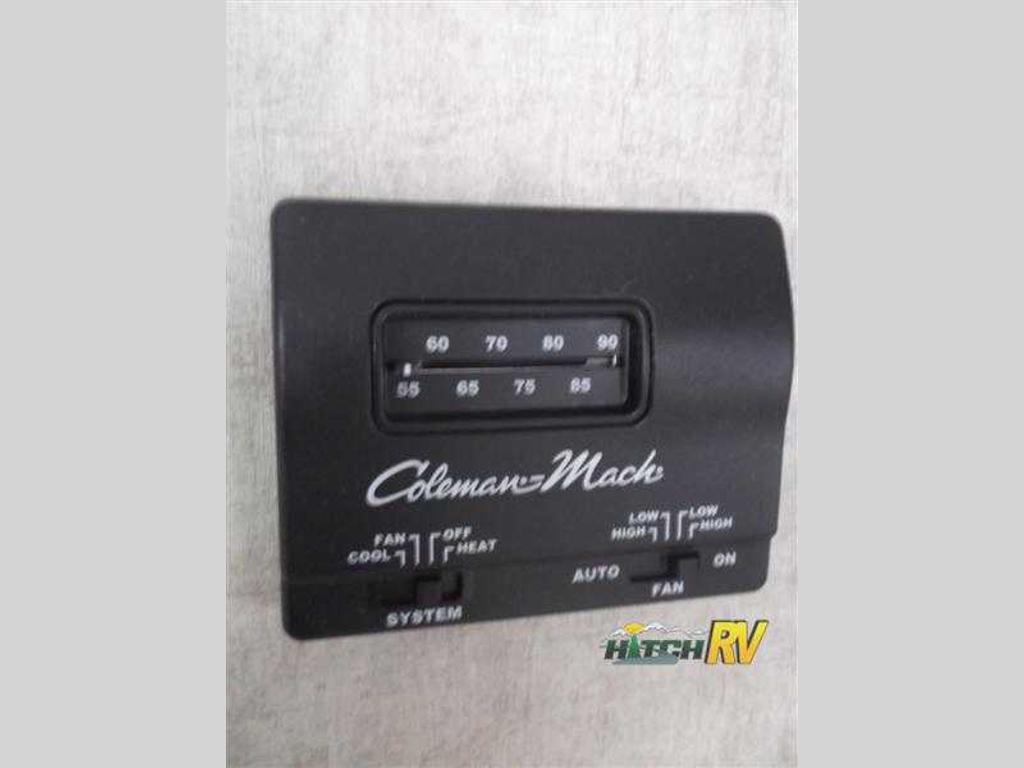 60 70 80 90
55 65 75 85
Coleman-Mach
FAN OFF
COOL HEAT
SYSTEM
LOW LOW
HIGH HIGH
AUTO ON
FAN
HITCH RV